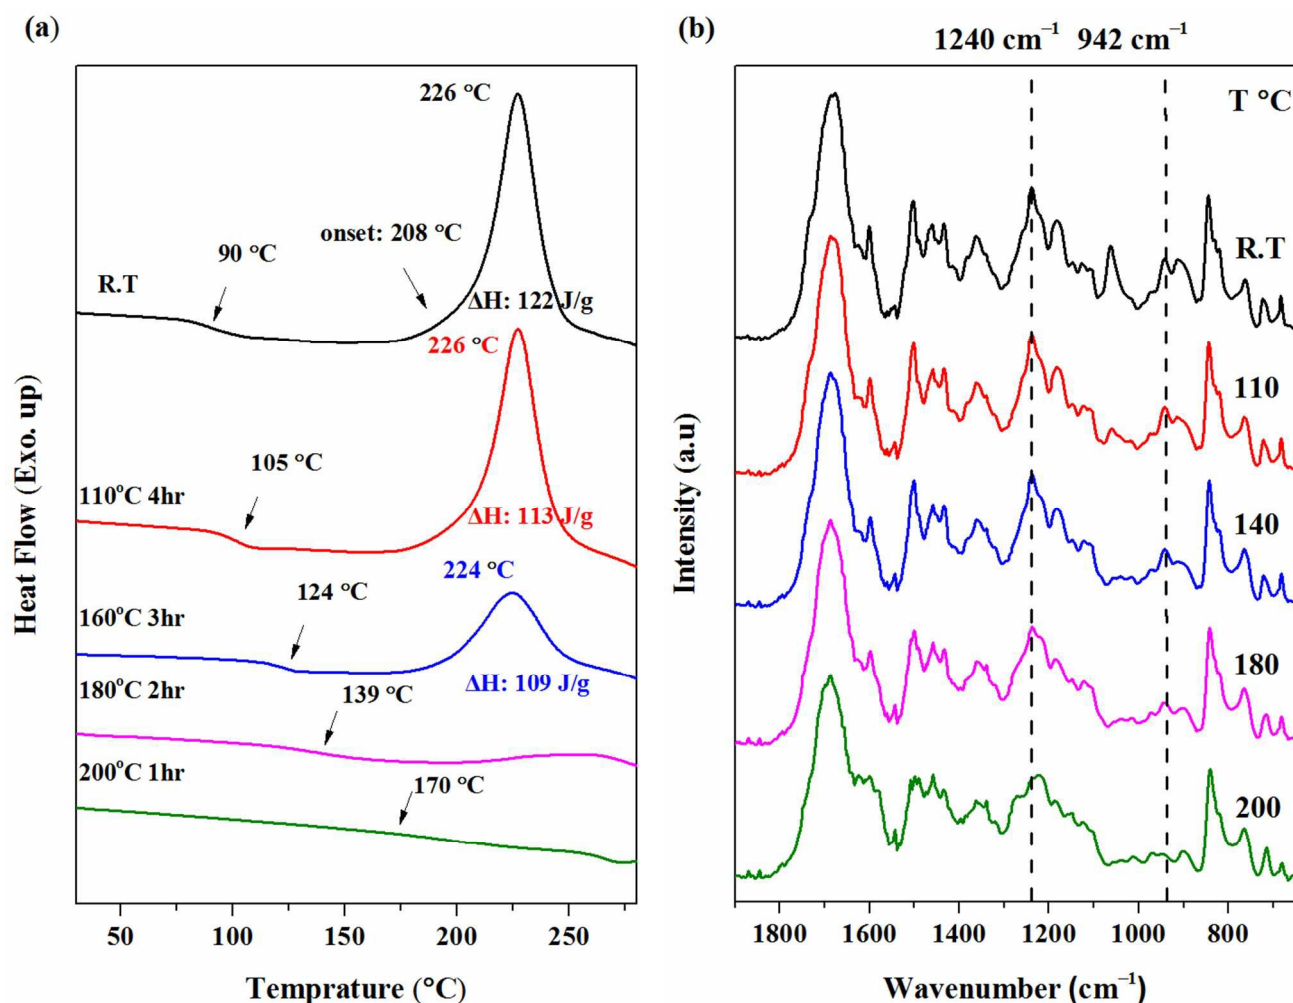 (a)
226 °C
onset: 208 °C
90 °C
R.T
ΔH: 122 J/g
226 °C
105 °C
110°C 4hr
ΔH: 113 J/g
224 °C
124 °C
160°C 3hr
ΔH: 109 J/g
180°C 2hr
139 °C
200°C 1hr
170 °C
Heat Flow (Exo. up)
50 100 150 200 250
Temprature (°C)
(b)
1240 cm⁻¹ 942 cm⁻¹
T °C
R.T
110
140
180
200
Intensity (a.u)
1800 1600 1400 1200 1000 800
Wavenumber (cm⁻¹)